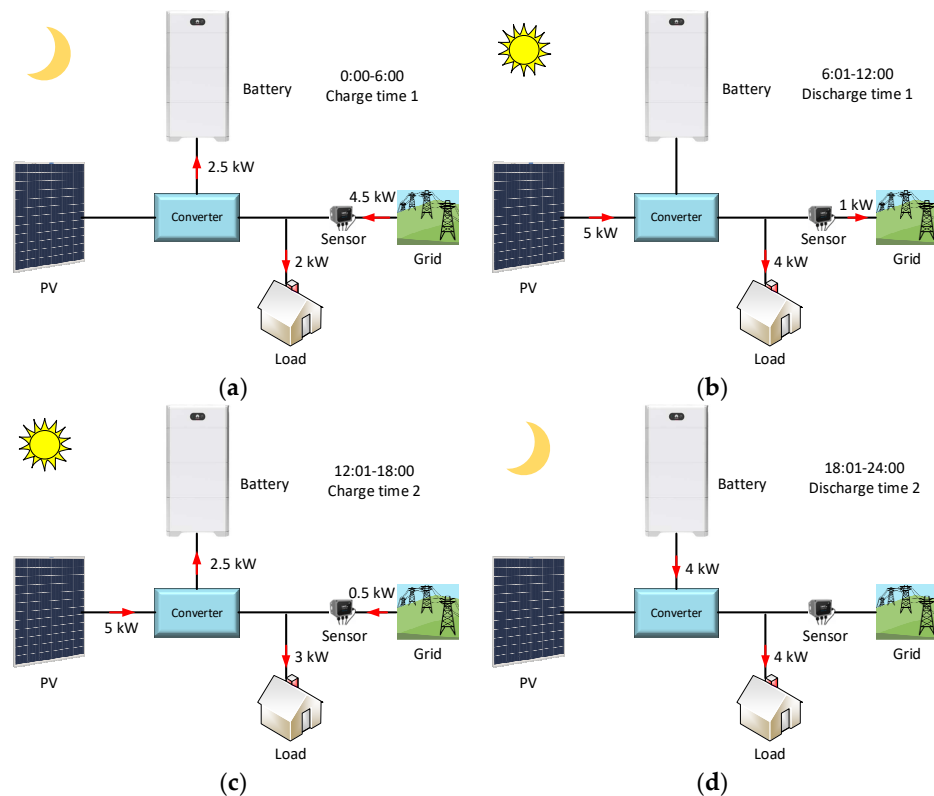 0:00-6:00
Charge time 1
Battery
2.5 kW
4.5 kW
Converter
Sensor
Grid
2 kW
PV
Load
(a)
6:01-12:00
Discharge time 1
Battery
1 kW
Converter
5 kW
Sensor
Grid
4 kW
PV
Load
(b)
12:01-18:00
Charge time 2
Battery
2.5 kW
0.5 kW
Converter
5 kW
Sensor
Grid
3 kW
PV
Load
(c)
18:01-24:00
Discharge time 2
Battery
4 kW
Converter
Sensor
Grid
4 kW
PV
Load
(d)